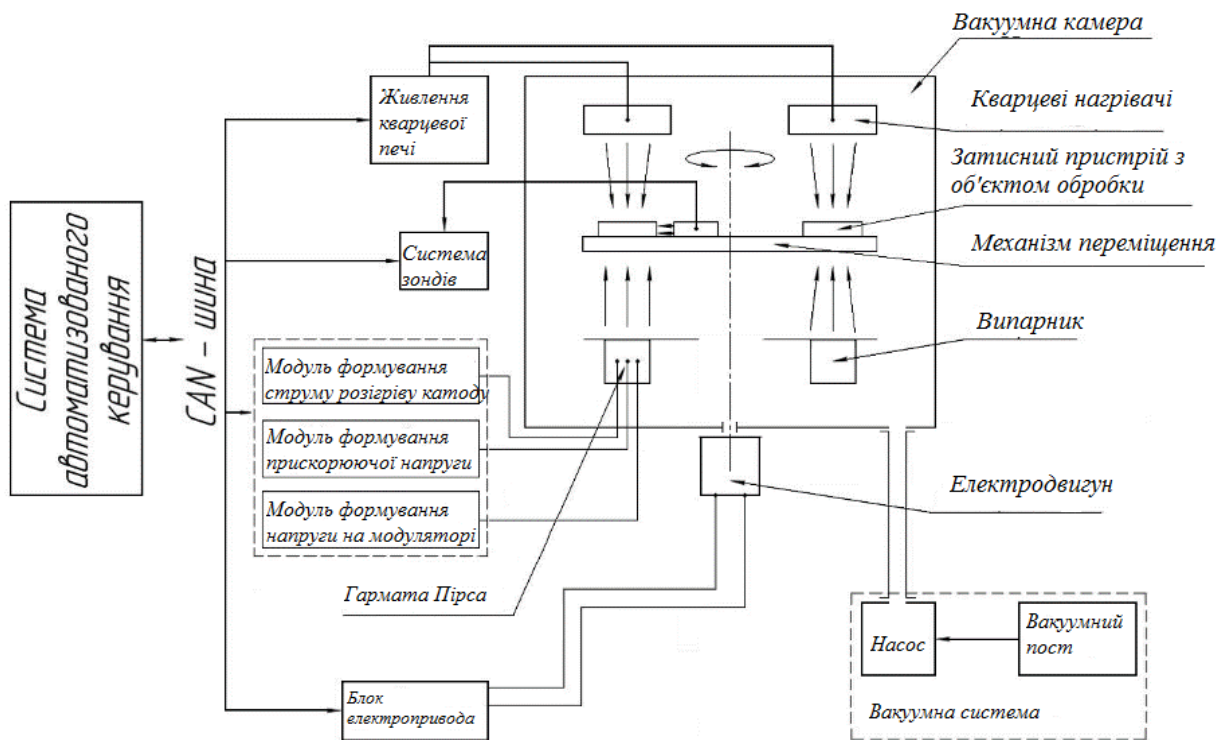 Система
автоматизованого
керування
CAN – шина
Живлення
кварцевої
печі
Система
зондів
Модуль формування
струму розігріву катоду
Модуль формування
прискорюючої напруги
Модуль формування
напруги на модуляторі
Гармата Пірса
Блок
електропривода
Вакуумна камера
Кварцеві нагрівачі
Затисний пристрій з
об'єктом обробки
Механізм переміщення
Випарник
Електродвигун
Насос
Вакуумний
пост
Вакуумна система